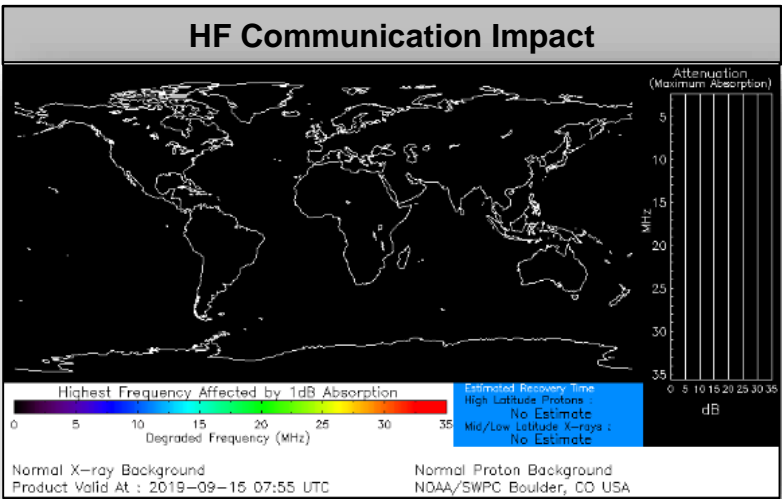 HF Communication Impact
Attenuation
(Maximum Absorption)
5
10
15
MHz
20
25
30
35
0 5 10 15 20 25 30 35
dB
Highest Frequency Affected by 1dB Absorption
0 5 10 15 20 25 30 35
Degraded Frequency (MHz)
Estimated Recovery Time
High Latitude Protons :
No Estimate
Mid/Low Latitude X-rays :
No Estimate
Normal X-ray Background
Product Valid At : 2019-09-15 07:55 UTC
Normal Proton Background
NOAA/SWPC Boulder, CO USA